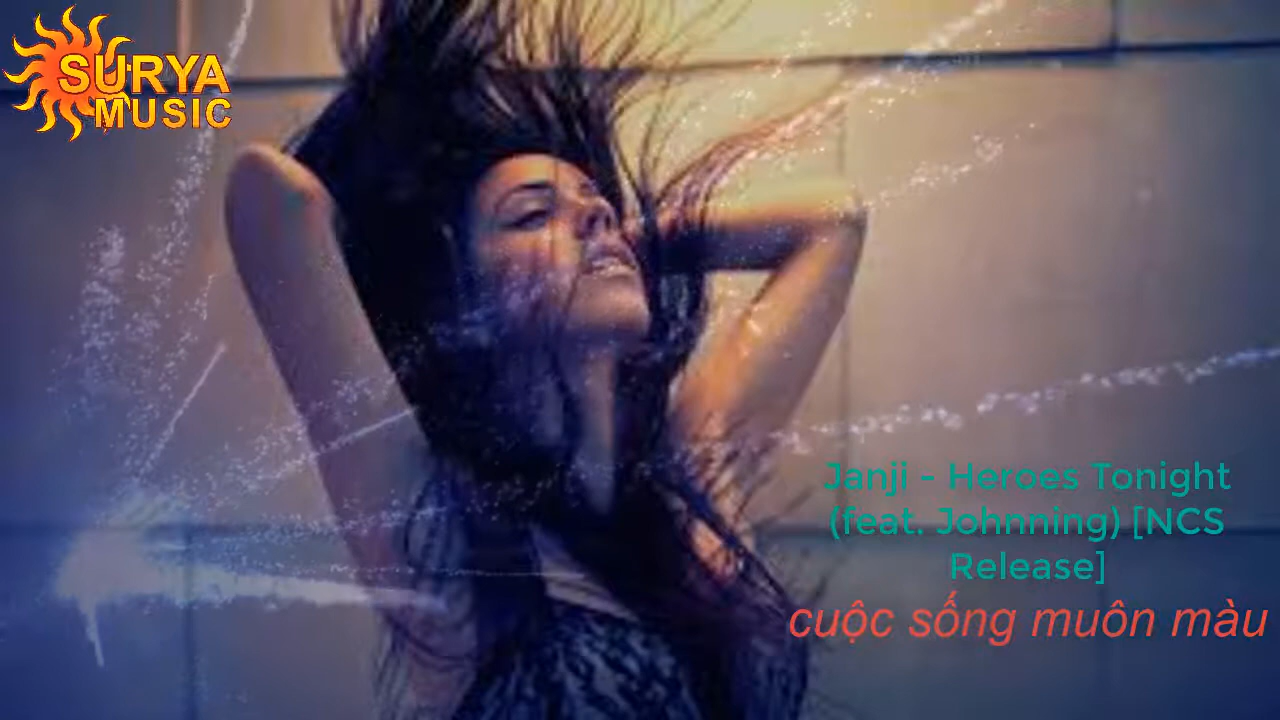 SURYA
MUSIC
Janji - Heroes Tonight
(feat. Johnning) [NCS
Release]
cuộc sống muôn màu